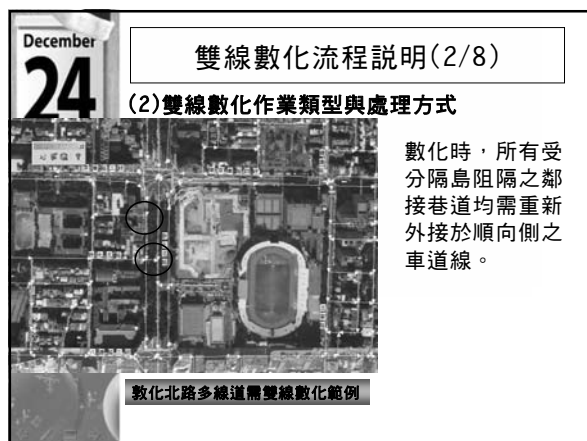 December
24
雙線數化流程説明(2/8)
(2)雙線數化作業類型與處理方式
數化時，所有受
分隔島阻隔之鄰
接巷道均需重新
外接於順向側之
車道線。
敦化北路多線道需雙線數化範例